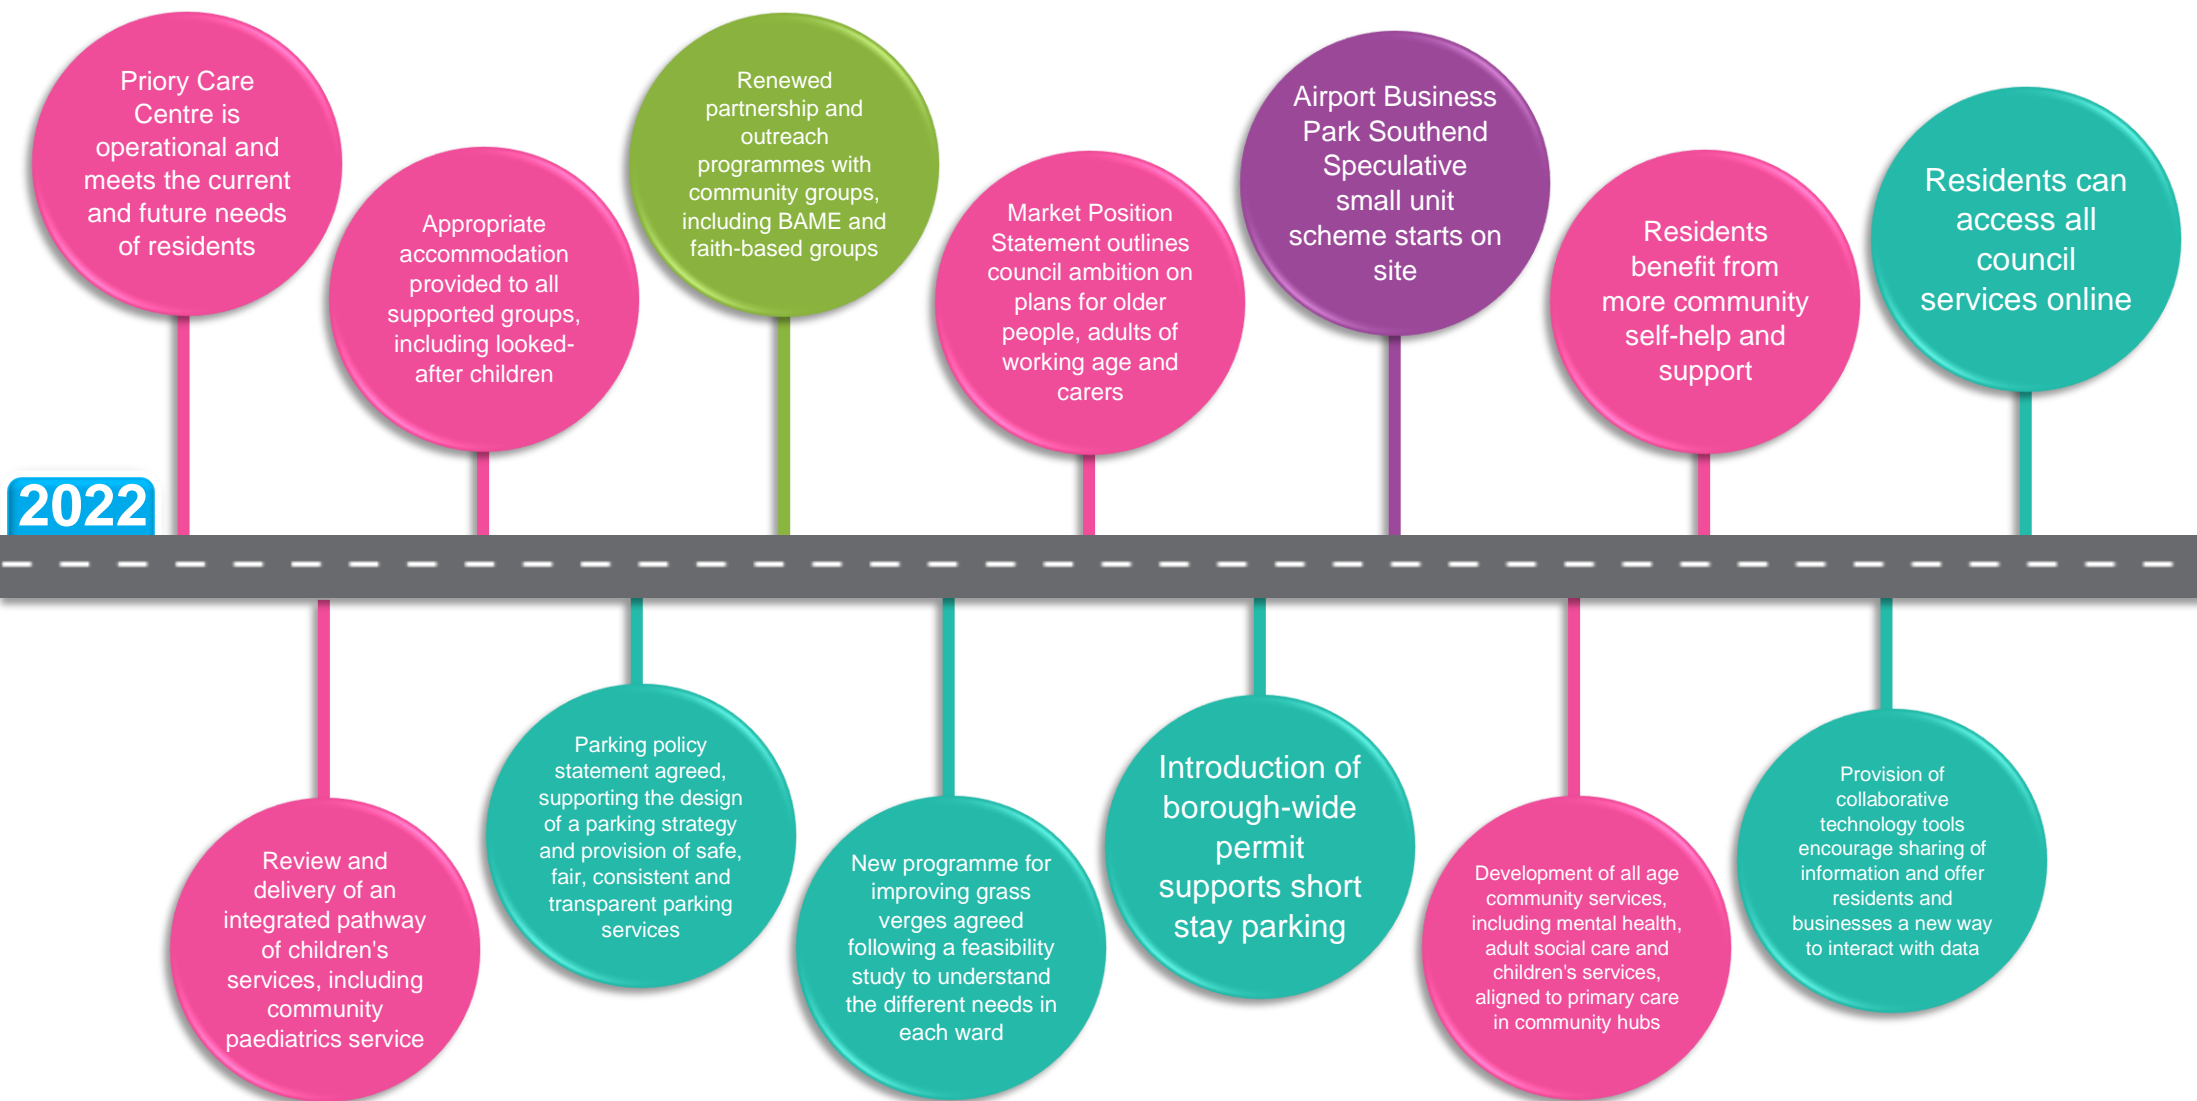 Priory Care
Centre is
operational and
meets the current
and future needs
of residents
Appropriate
accommodation
provided to all
supported groups,
including looked-
after children
Renewed
partnership and
outreach
programmes with
community groups,
including BAME and
faith-based groups
Market Position
Statement outlines
council ambition on
plans for older
people, adults of
working age and
carers
Airport Business
Park Southend
Speculative
small unit
scheme starts on
site
Residents
benefit from
more community
self-help and
support
Residents can
access all
council
services online
2022
Review and
delivery of an
integrated pathway
of children's
services, including
community
paediatrics service
Parking policy
statement agreed,
supporting the design
of a parking strategy
and provision of safe,
fair, consistent and
transparent parking
services
New programme for
improving grass
verges agreed
following a feasibility
study to understand
the different needs in
each ward
Introduction of
borough-wide
permit
supports short
stay parking
Development of all age
community services,
including mental health,
adult social care and
children's services,
aligned to primary care
in community hubs
Provision of
collaborative
technology tools
encourage sharing of
information and offer
residents and
businesses a new way
to interact with data